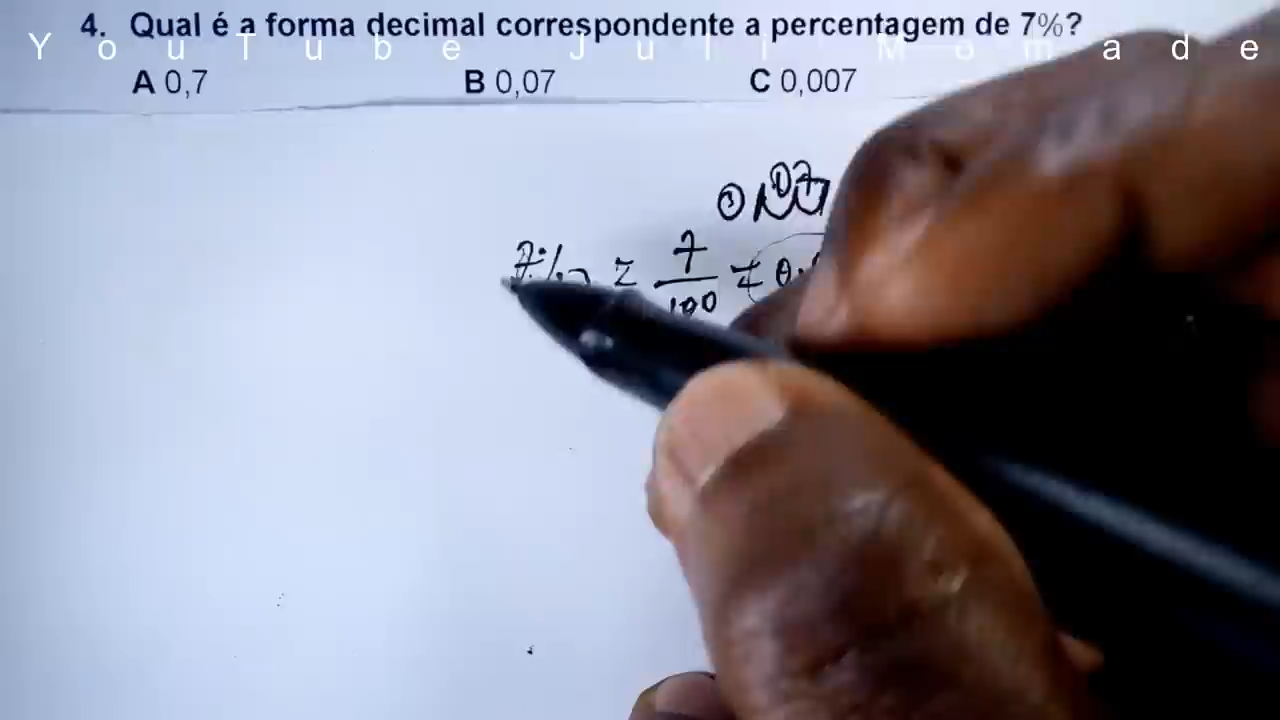 4. Qual é a forma decimal correspondente a percentagem de 7%?
YouTube Juli Momade
A 0,7 B 0,07 C 0,007
7% = 7/100 = 0.